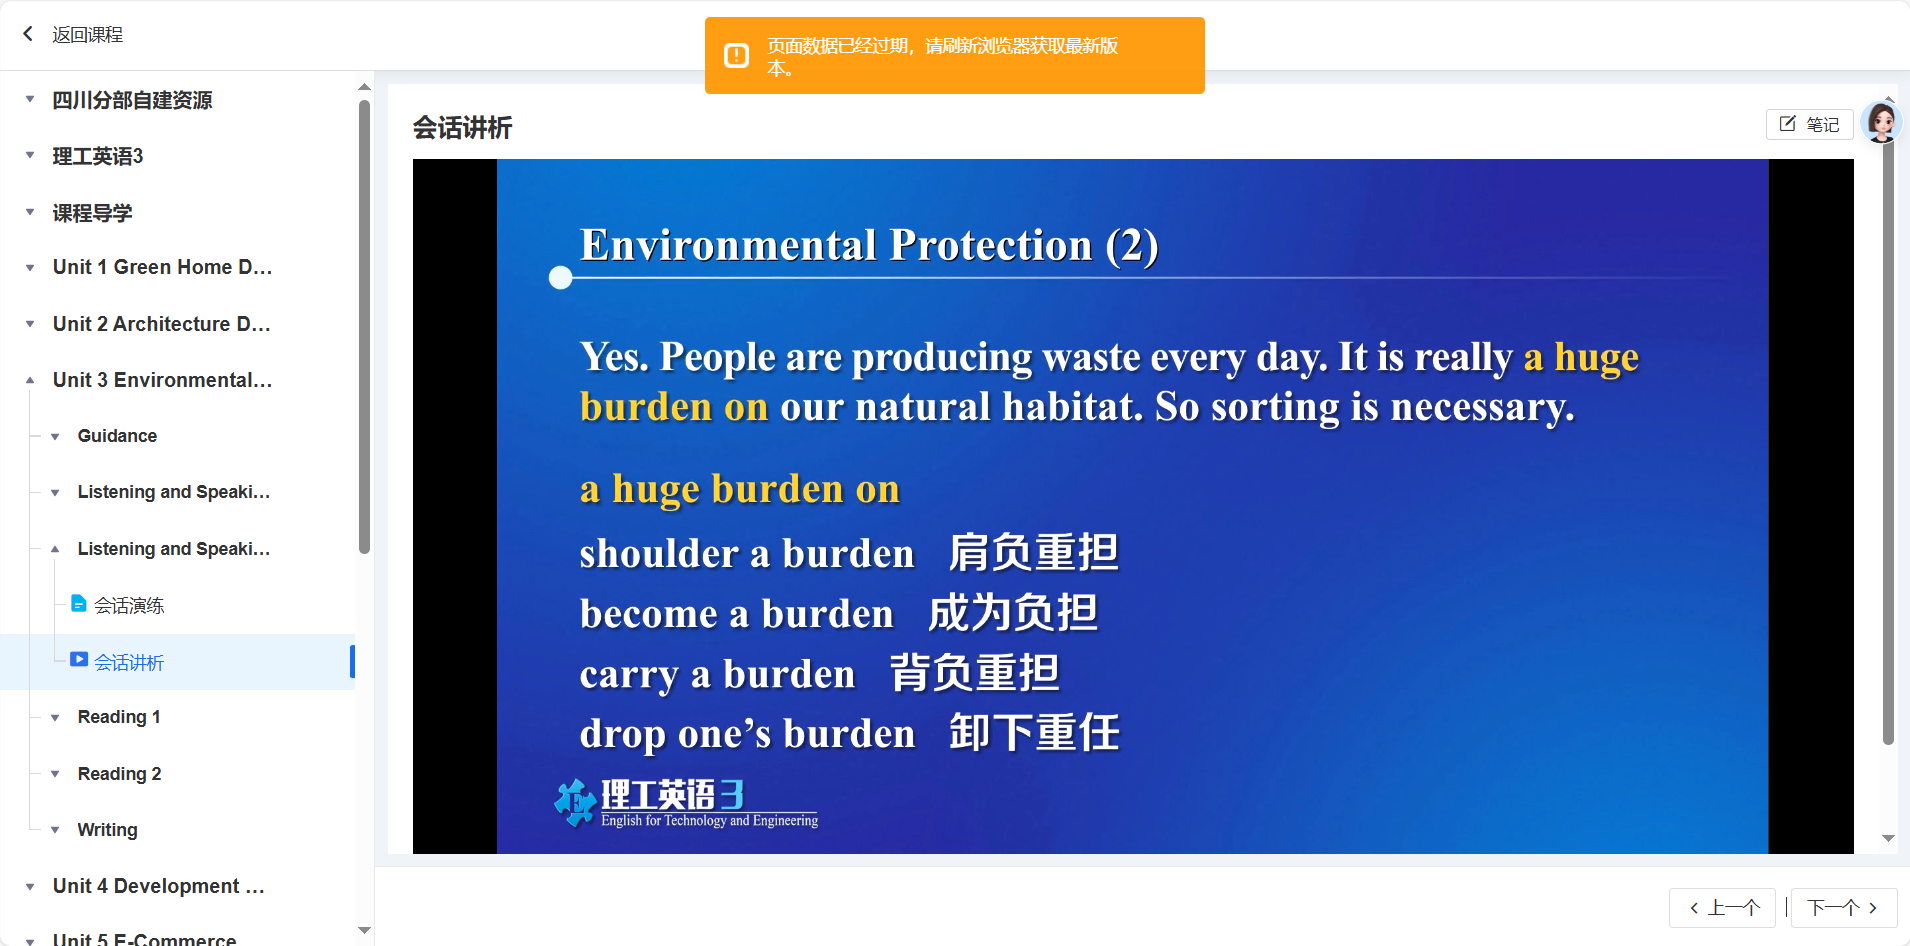 返回课程
页面数据已经过期，请刷新浏览器获取最新版
本。
四川分部自建资源
理工英语3
课程导学
Unit 1 Green Home D...
Unit 2 Architecture D...
Unit 3 Environmental...
Guidance
Listening and Speaki...
Listening and Speaki...
会话演练
会话讲析
Reading 1
Reading 2
Writing
Unit 4 Development ...
Unit 5 E-Commerce
会话讲析
笔记
Environmental Protection (2)
Yes. People are producing waste every day. It is really a huge
burden on our natural habitat. So sorting is necessary.
a huge burden on
shoulder a burden 肩负重担
become a burden 成为负担
carry a burden 背负重担
drop one’s burden 卸下重任
理工英语3
English for Technology and Engineering
上一个
下一个